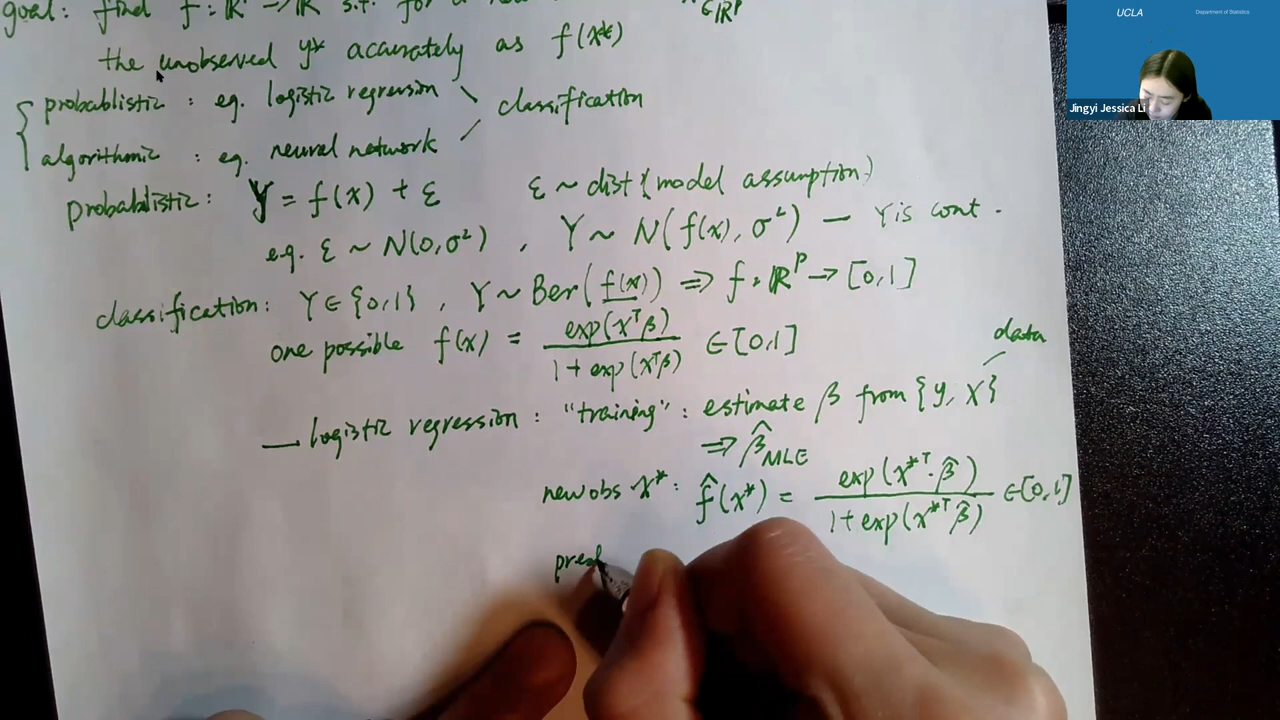 goal: find f: ℝ → ℝ s.t. for a
∈ℝᵖ
the unobserved y* accurately as f(x*)
probablistic : eg. logistic regression
classification
algorithmic : eg. neural network
probablistic: Y = f(x) + ε ε ~ dist (model assumption)
eg. ε ~ N(0,σ²) , Y ~ N(f(x), σ²) — Y is cont.
classification: Y∈{0,1} , Y ~ Ber(f(x)) ⇒ f: ℝᵖ → [0,1]
one possible f(x) = exp(xᵀβ) / 1+exp(xᵀβ) ∈[0,1]
data
— logistic regression : "training" : estimate β from {y, X}
⇒ β̂_MLE
new obs x* : f̂(x*) = exp(x*ᵀ·β̂) / 1+exp(x*ᵀβ̂) ∈[0,1]
pred
UCLA
Department of Statistics
Jingyi Jessica Li